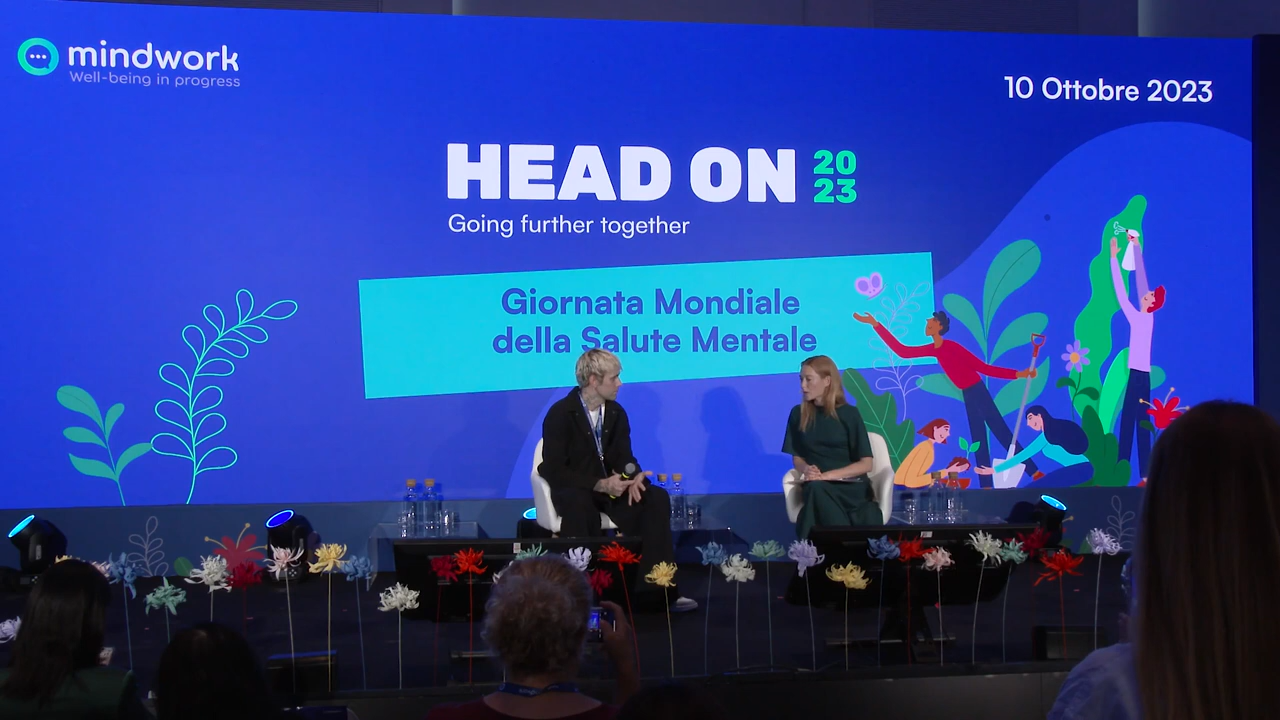 mindwork
Well-being in progress
10 Ottobre 2023
HEAD ON 20
23
Going further together
Giornata Mondiale
della Salute Mentale